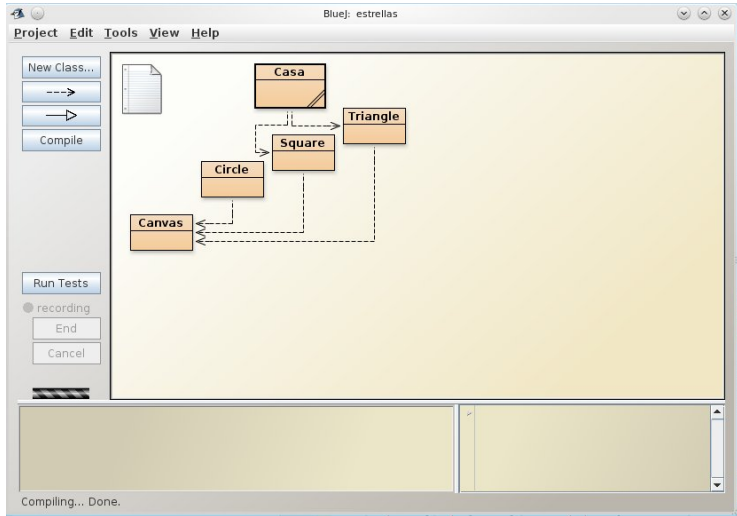 BlueJ: estrellas
Project Edit Tools View Help
New Class...
Compile
Casa
Triangle
Square
Circle
Canvas
Run Tests
recording
End
Cancel
Compiling... Done.